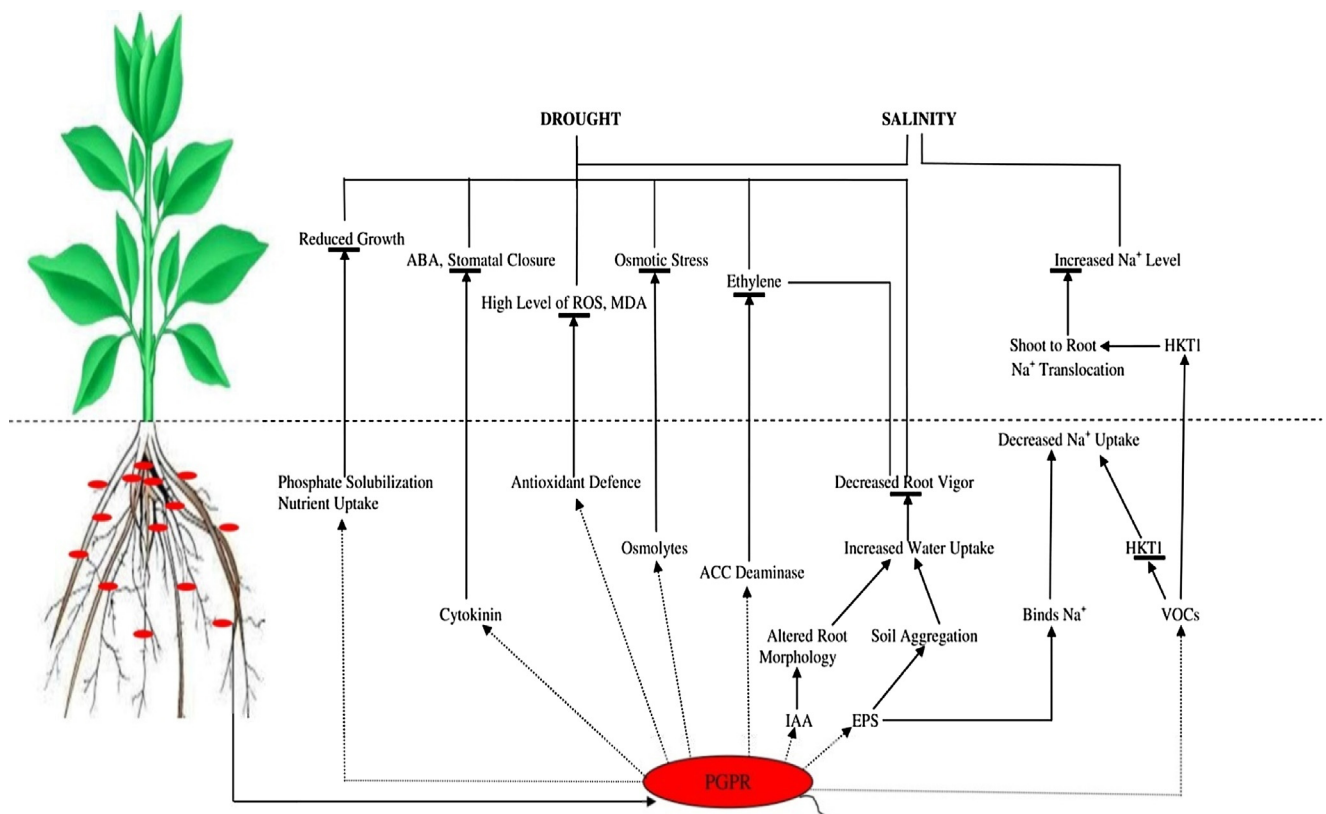 DROUGHT
SALINITY
Reduced Growth
ABA, Stomatal Closure
Osmotic Stress
Increased Na⁺ Level
Ethylene
High Level of ROS, MDA
Shoot to Root
Na⁺ Translocation
HKT1
Decreased Na⁺ Uptake
Phosphate Solubilization
Nutrient Uptake
Antioxidant Defence
Decreased Root Vigor
Osmolytes
Increased Water Uptake
HKT1
ACC Deaminase
Cytokinin
Binds Na⁺
VOCs
Altered Root
Morphology
Soil Aggregation
IAA
EPS
PGPR